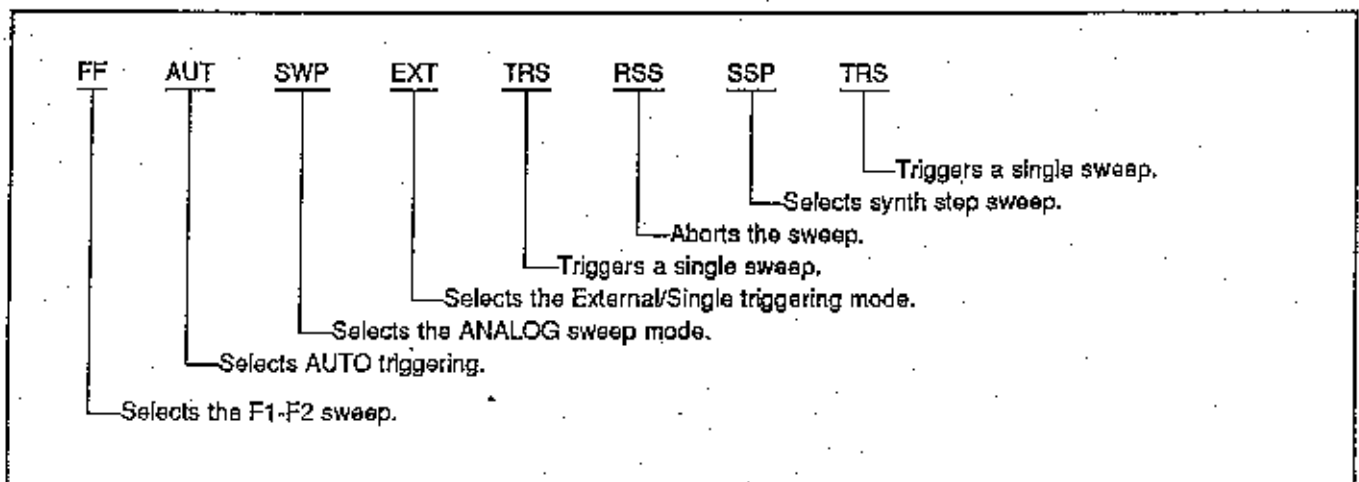 FF AUT SWP EXT TRS RSS SSP TRS
Triggers a single sweep.
Selects synth step sweep.
Aborts the sweep.
Triggers a single sweep.
Selects the External/Single triggering mode.
Selects the ANALOG sweep mode.
Selects AUTO triggering.
Selects the F1-F2 sweep.